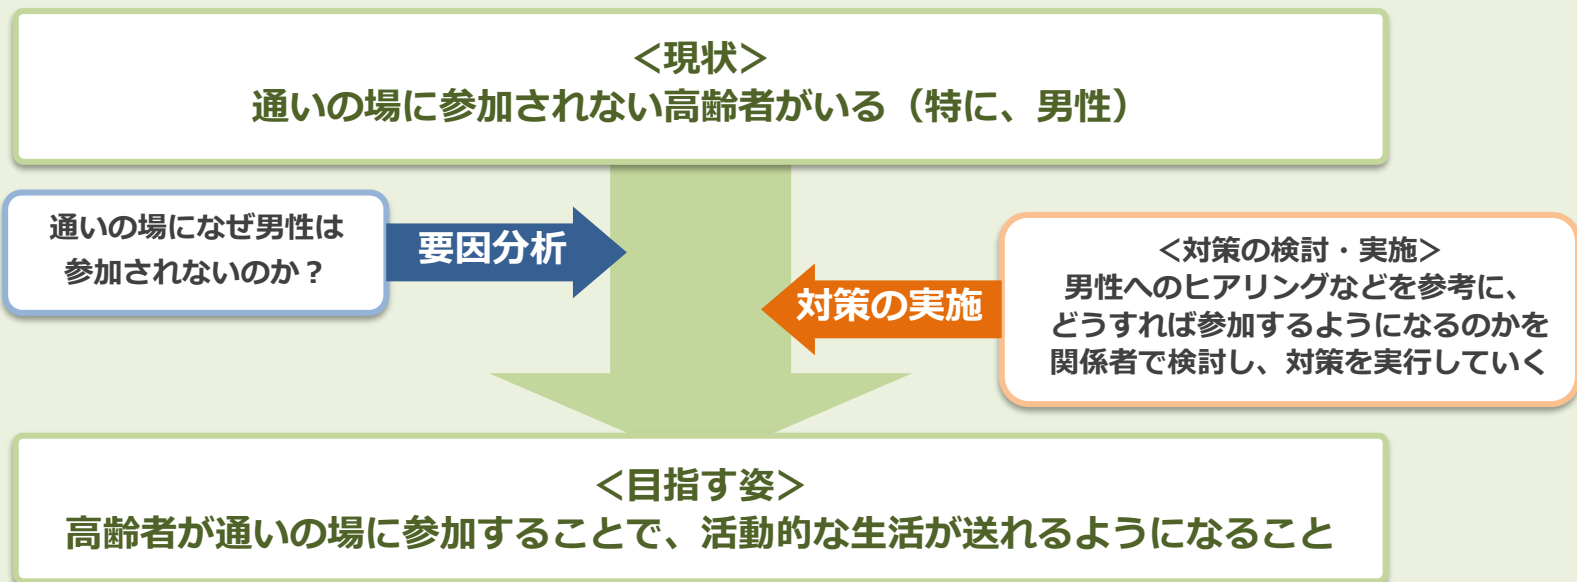 ＜現状＞
通いの場に参加されない高齢者がいる（特に、男性）
通いの場になぜ男性は
参加されないのか？
要因分析
対策の実施
＜対策の検討・実施＞
男性へのヒアリングなどを参考に、
どうすれば参加するようになるのかを
関係者で検討し、対策を実行していく
＜目指す姿＞
高齢者が通いの場に参加することで、活動的な生活が送れるようになること